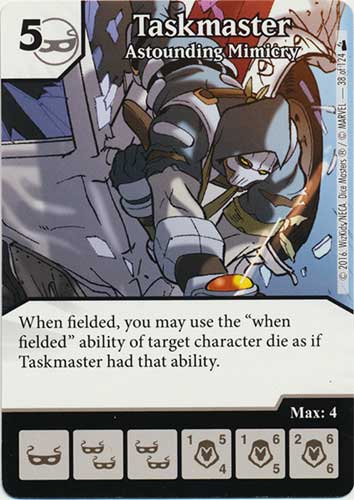 5
Taskmaster
Astounding Mimicry
© 2016 WizKids/NECA Dice Masters ® / © MARVEL — 38 of 124
When fielded, you may use the “when
fielded” ability of target character die as if
Taskmaster had that ability.
Max: 4
1 5 4
1 6 5
2 6 6